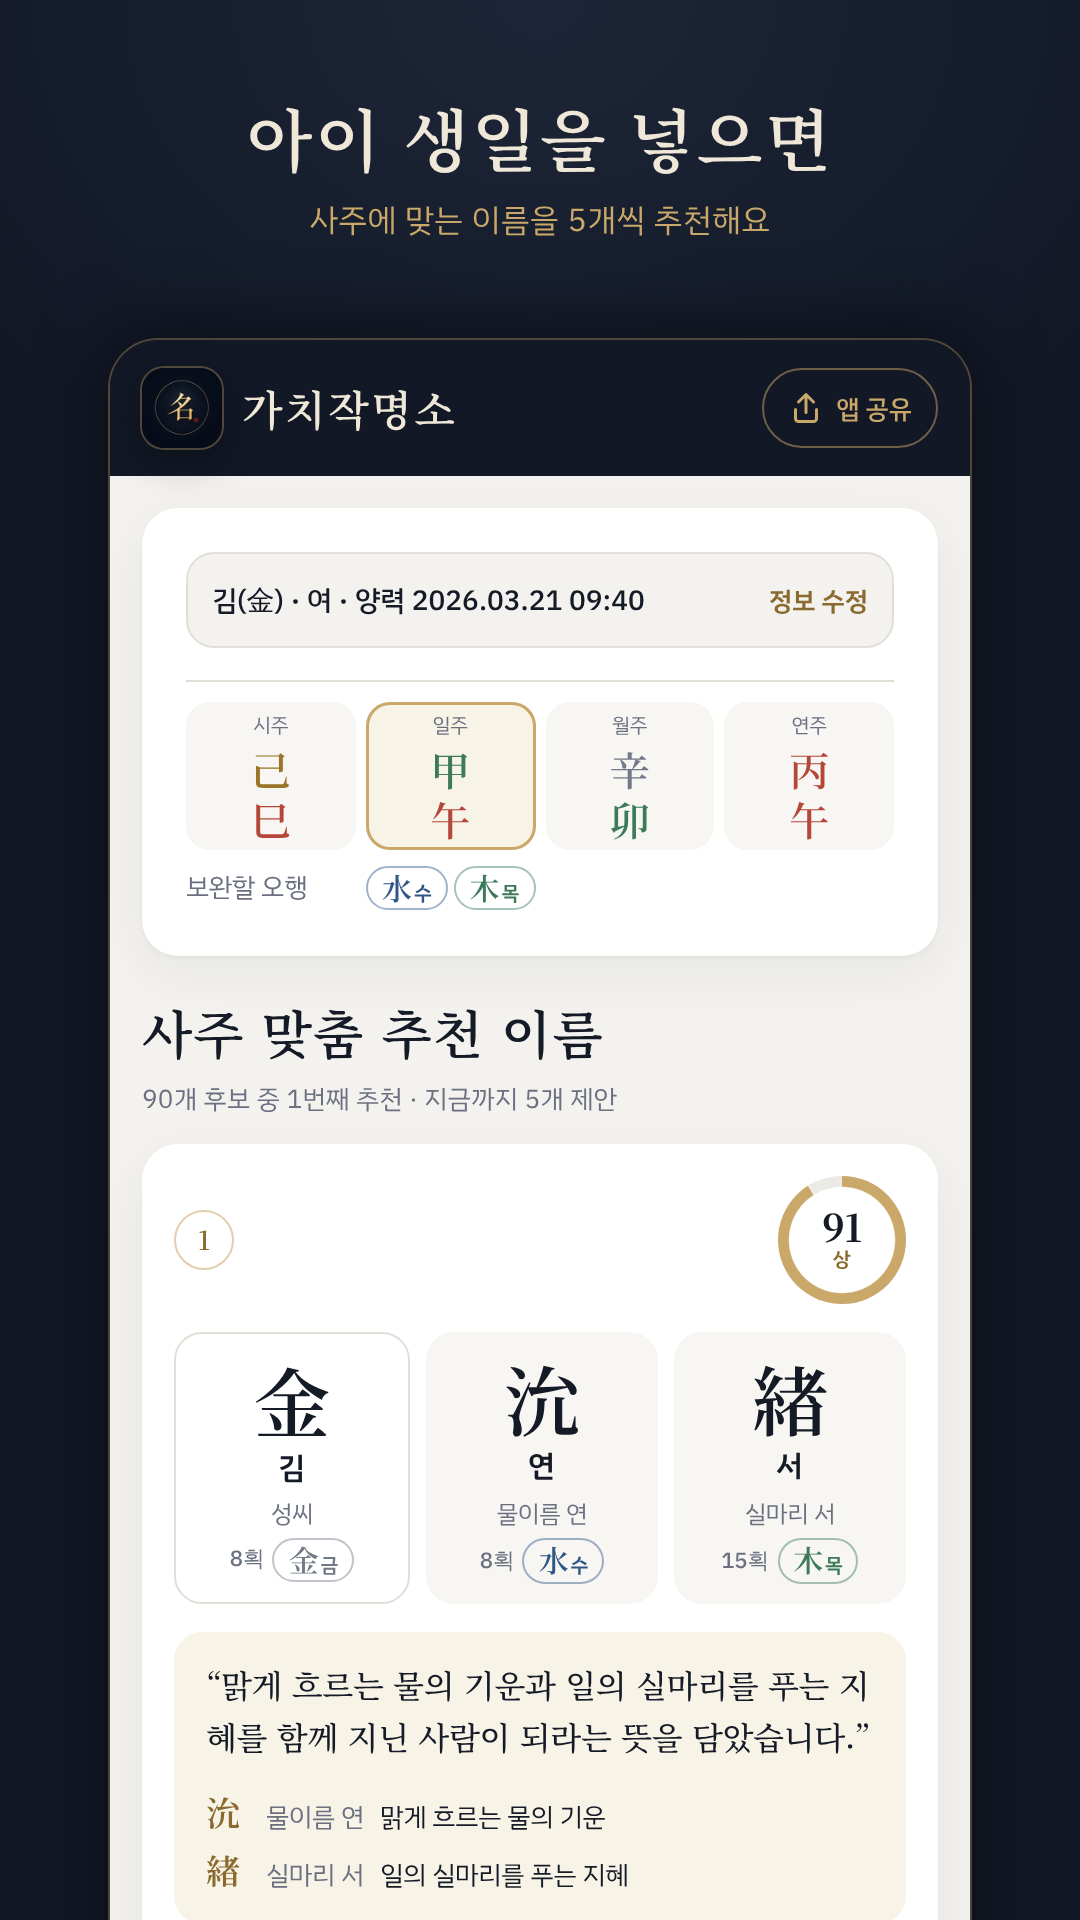 아이 생일을 넣으면
사주에 맞는 이름을 5개씩 추천해요
名 가치작명소 앱 공유
김(金) · 여 · 양력 2026.03.21 09:40 정보 수정
시주 일주 월주 연주
己 甲 辛 丙
巳 午 卯 午
보완할 오행 水수 木목
사주 맞춤 추천 이름
90개 후보 중 1번째 추천 · 지금까지 5개 제안
1 91
상
金 沇 緖
김 연 서
성씨 물이름 연 실마리 서
8획 金금 8획 水수 15획 木목
“맑게 흐르는 물의 기운과 일의 실마리를 푸는 지
혜를 함께 지닌 사람이 되라는 뜻을 담았습니다.”
沇 물이름 연 맑게 흐르는 물의 기운
緖 실마리 서 일의 실마리를 푸는 지혜